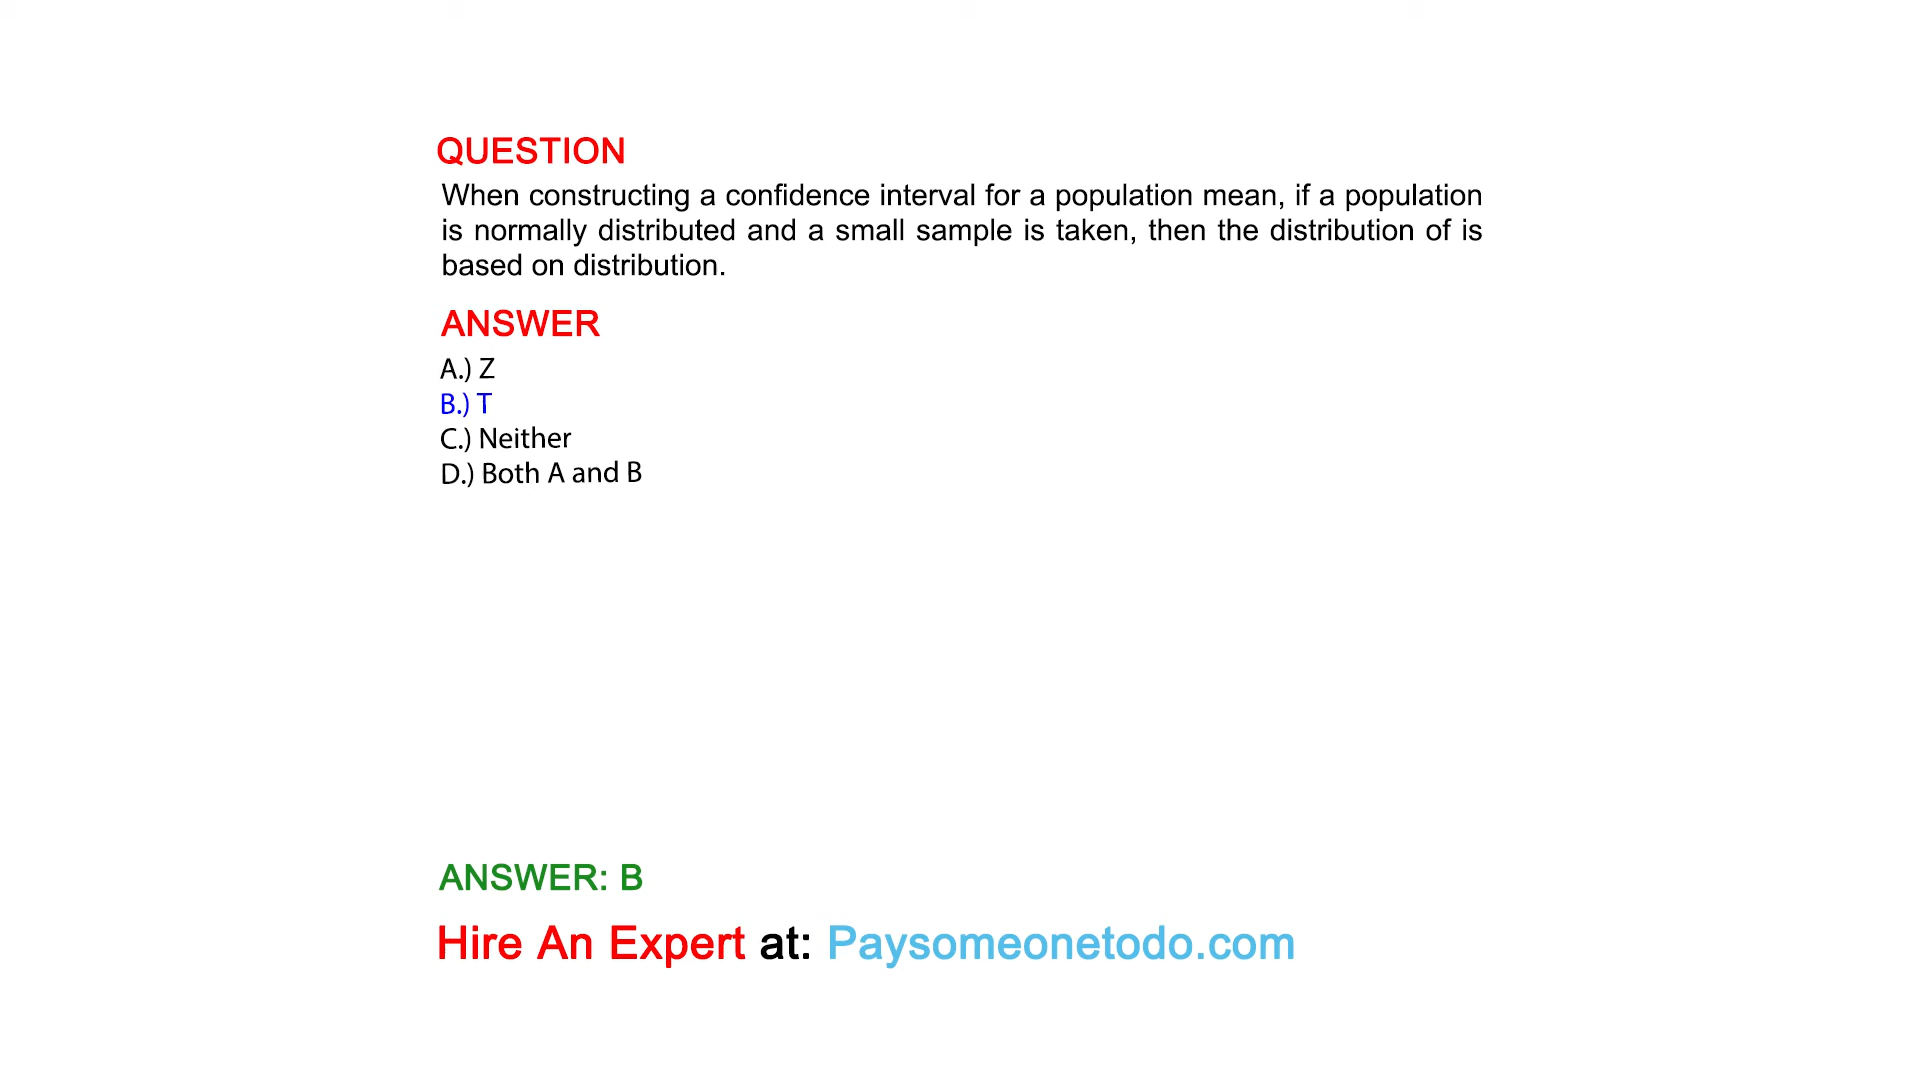 QUESTION
When constructing a confidence interval for a population mean, if a population
is normally distributed and a small sample is taken, then the distribution of is
based on distribution.
ANSWER
A.) Z
B.) T
C.) Neither
D.) Both A and B
ANSWER: B
Hire An Expert at: Paysomeonetodo.com